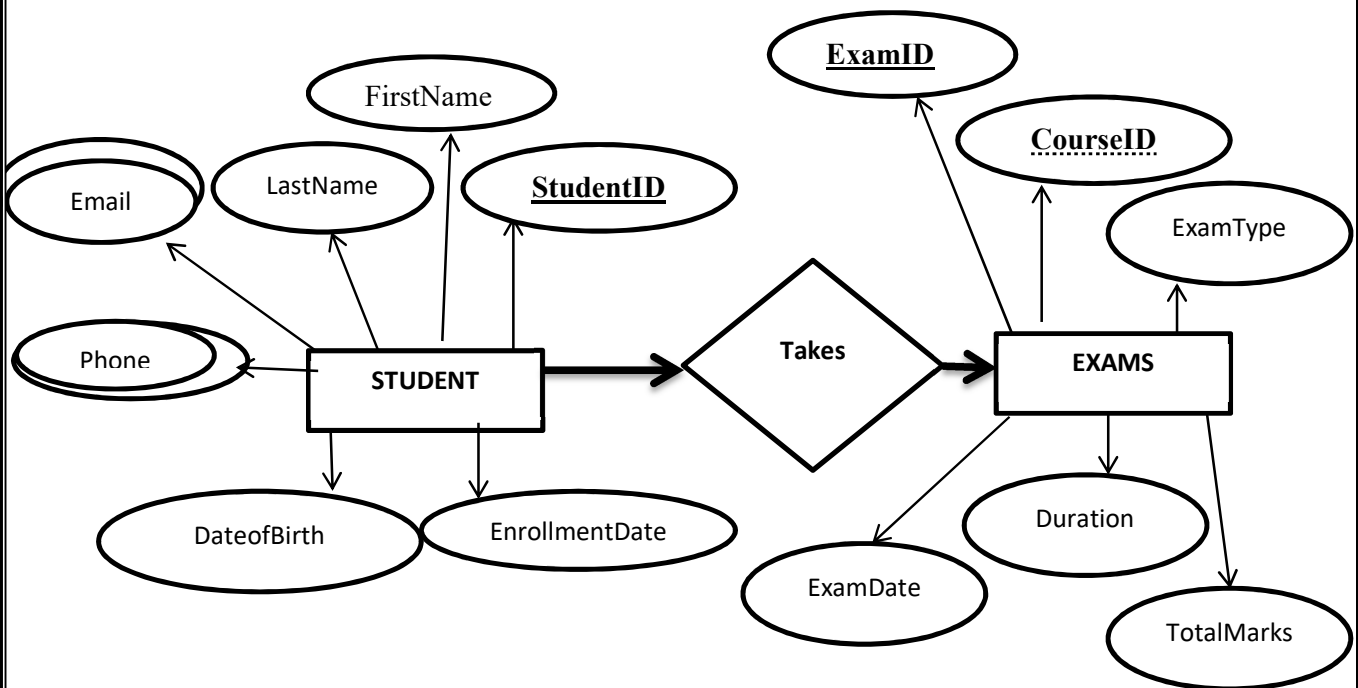 ExamID
FirstName
CourseID
Email
LastName
StudentID
ExamType
Phone
STUDENT
Takes
EXAMS
DateofBirth
EnrollmentDate
Duration
ExamDate
TotalMarks